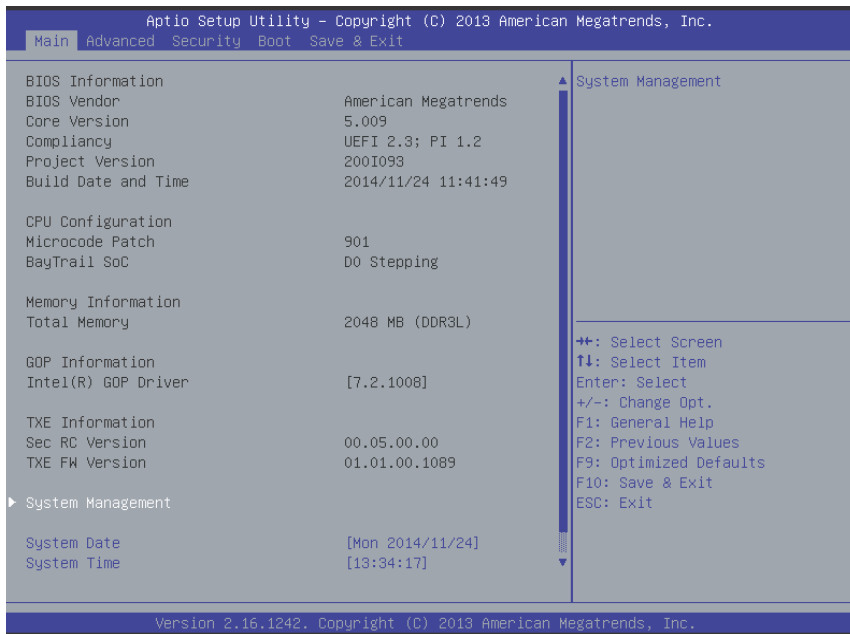 Aptio Setup Utility – Copyright (C) 2013 American Megatrends, Inc.
Main Advanced Security Boot Save & Exit
BIOS Information
BIOS Vendor American Megatrends
Core Version 5.009
Compliancy UEFI 2.3; PI 1.2
Project Version 200I093
Build Date and Time 2014/11/24 11:41:49
CPU Configuration
Microcode Patch 901
BayTrail SoC D0 Stepping
Memory Information
Total Memory 2048 MB (DDR3L)
GOP Information
Intel(R) GOP Driver [7.2.1008]
TXE Information
Sec RC Version 00.05.00.00
TXE FW Version 01.01.00.1089
System Management
System Date [Mon 2014/11/24]
System Time [13:34:17]
System Management
→←: Select Screen
↑↓: Select Item
Enter: Select
+/-: Change Opt.
F1: General Help
F2: Previous Values
F9: Optimized Defaults
F10: Save & Exit
ESC: Exit
Version 2.16.1242. Copyright (C) 2013 American Megatrends, Inc.